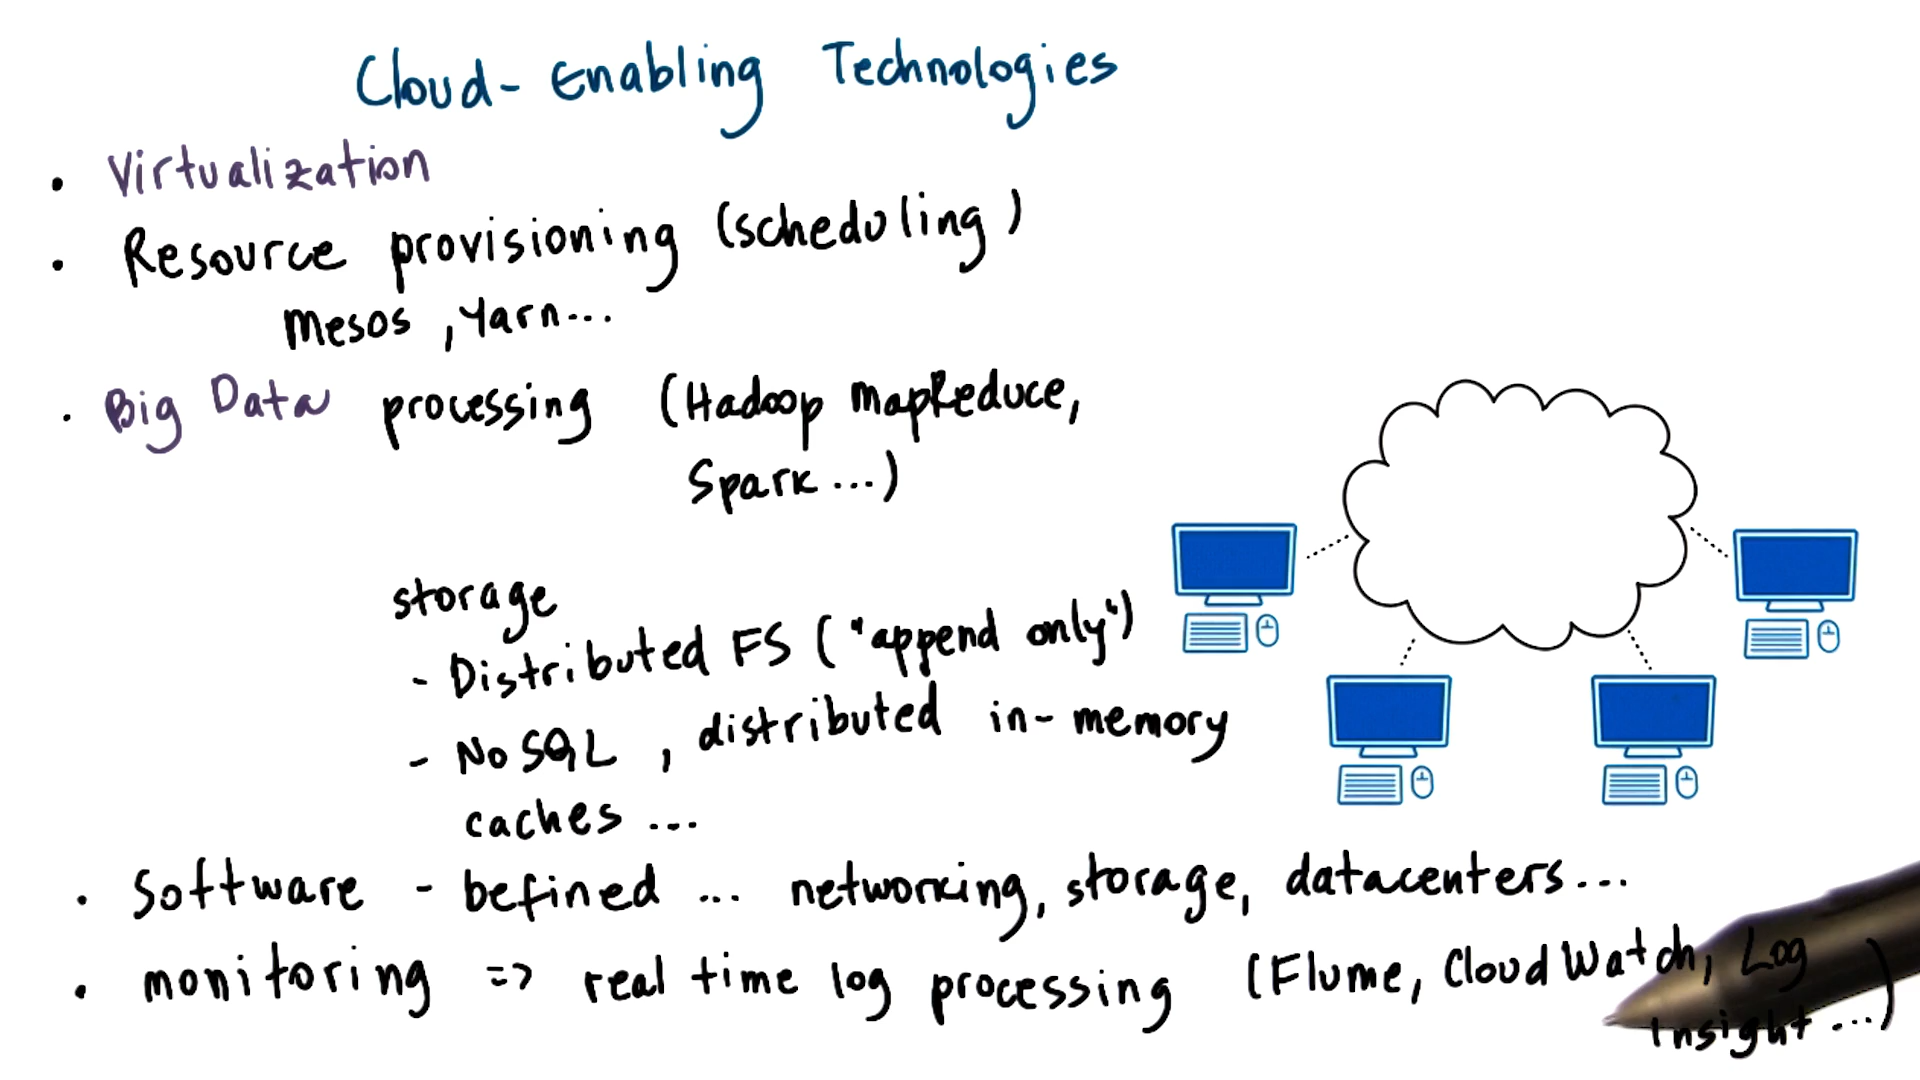 Cloud-Enabling Technologies
• Virtualization
• Resource provisioning (scheduling)
Mesos, Yarn...
• Big Data processing (Hadoop MapReduce,
Spark...)
storage
- Distributed FS ("append only")
- NoSQL, distributed in-memory
caches ...
• Software-befined ... networking, storage, datacenters...
• monitoring => real time log processing (Flume, CloudWatch, Log
Insight...)